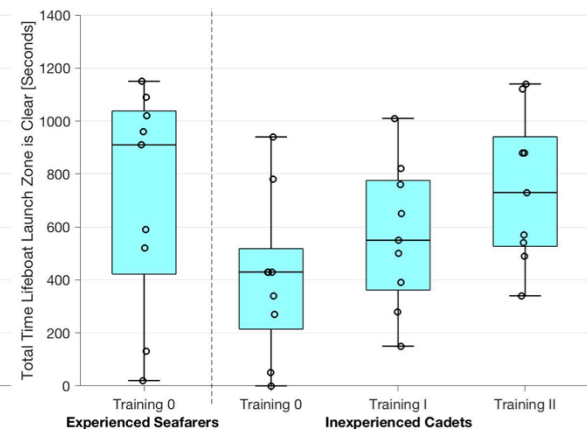 Total Time Lifeboat Launch Zone is Clear [Seconds]
1400
1200
1000
800
600
400
200
0
Training 0 Training 0 Training I Training II
Experienced Seafarers Inexperienced Cadets